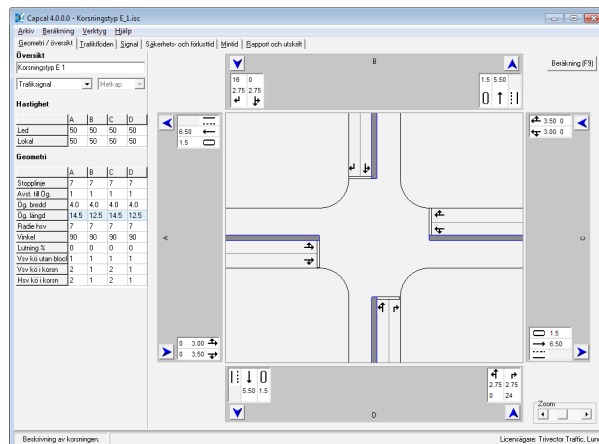 Capcal 4.0.0.0 - Korsningstyp E_1.isc
Arkiv Beräkning Verktyg Hjälp
Geometri / översikt Trafikflöden Signal Säkerhets- och förlusttid Mintid Rapport och utskrift
Översikt
Korsningstyp E 1
Trafiksignal Metkap
Hastighet
A B C D
Led 50 50 50 50
Lokal 50 50 50 50
Geometri
A B C D
Stopplinje 7 7 7 7
Avst. till Ög. 1 1 1 1
Ög. bredd 4.0 4.0 4.0 4.0
Ög. längd 14.5 12.5 14.5 12.5
Radie hsv 7 7 7 7
Vinkel 90 90 90 90
Lutning % 0 0 0 0
Vsv kö utan block 1 1 1 1
Vsv kö i korsn 2 1 2 1
Hsv kö i korsn 2 1 2 1
B
16 0
2.75 2.75
1.5 5.50
Beräkning (F9)
6.50
1.5
3.50 0
3.00 0
A
C
0 3.00
0 3.50
1.5
6.50
5.50 1.5
2.75 2.75
0 24
D
Zoom
Beskrivning av korsningen.
Licensägare: Trivector Traffic, Lund